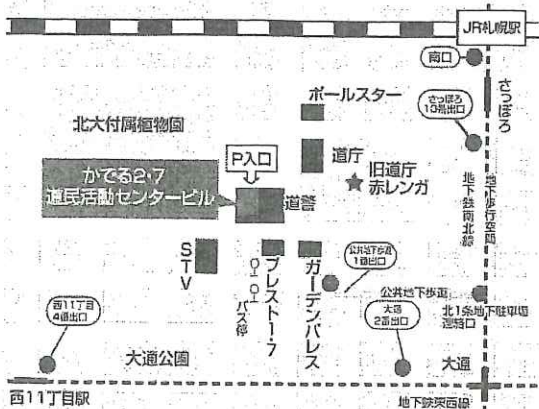 JR札幌駅
南口
さっぽろ
ポールスター
さっぽろ
10番出口
北大付属植物園
P入口
道庁
旧道庁
赤レンガ
かでる2・7
道民活動センタービル
道警
地下鉄南北線
地下歩行空間
STV
プレスト1・7
ガーデンパレス
バス停
公共地下歩道
1番出口
公共地下歩道
北1条地下駐車場
連絡口
西11丁目
4番出口
大通
2番出口
大通公園
大通
西11丁目駅
地下鉄東西線